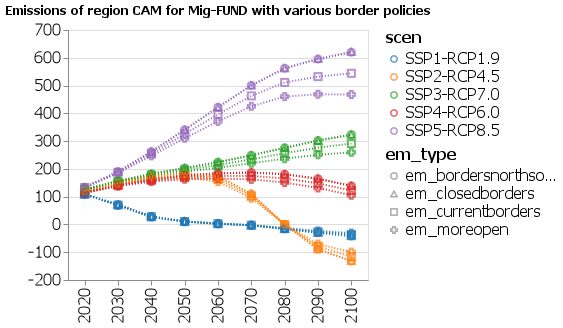 Emissions of region CAM for Mig-FUND with various border policies
700
600
500
400
300
200
100
0
-100
-200
2020
2030
2040
2050
2060
2070
2080
2090
2100
scen
SSP1-RCP1.9
SSP2-RCP4.5
SSP3-RCP7.0
SSP4-RCP6.0
SSP5-RCP8.5
em_type
em_bordersnorthso...
em_closedborders
em_currentborders
em_moreopen